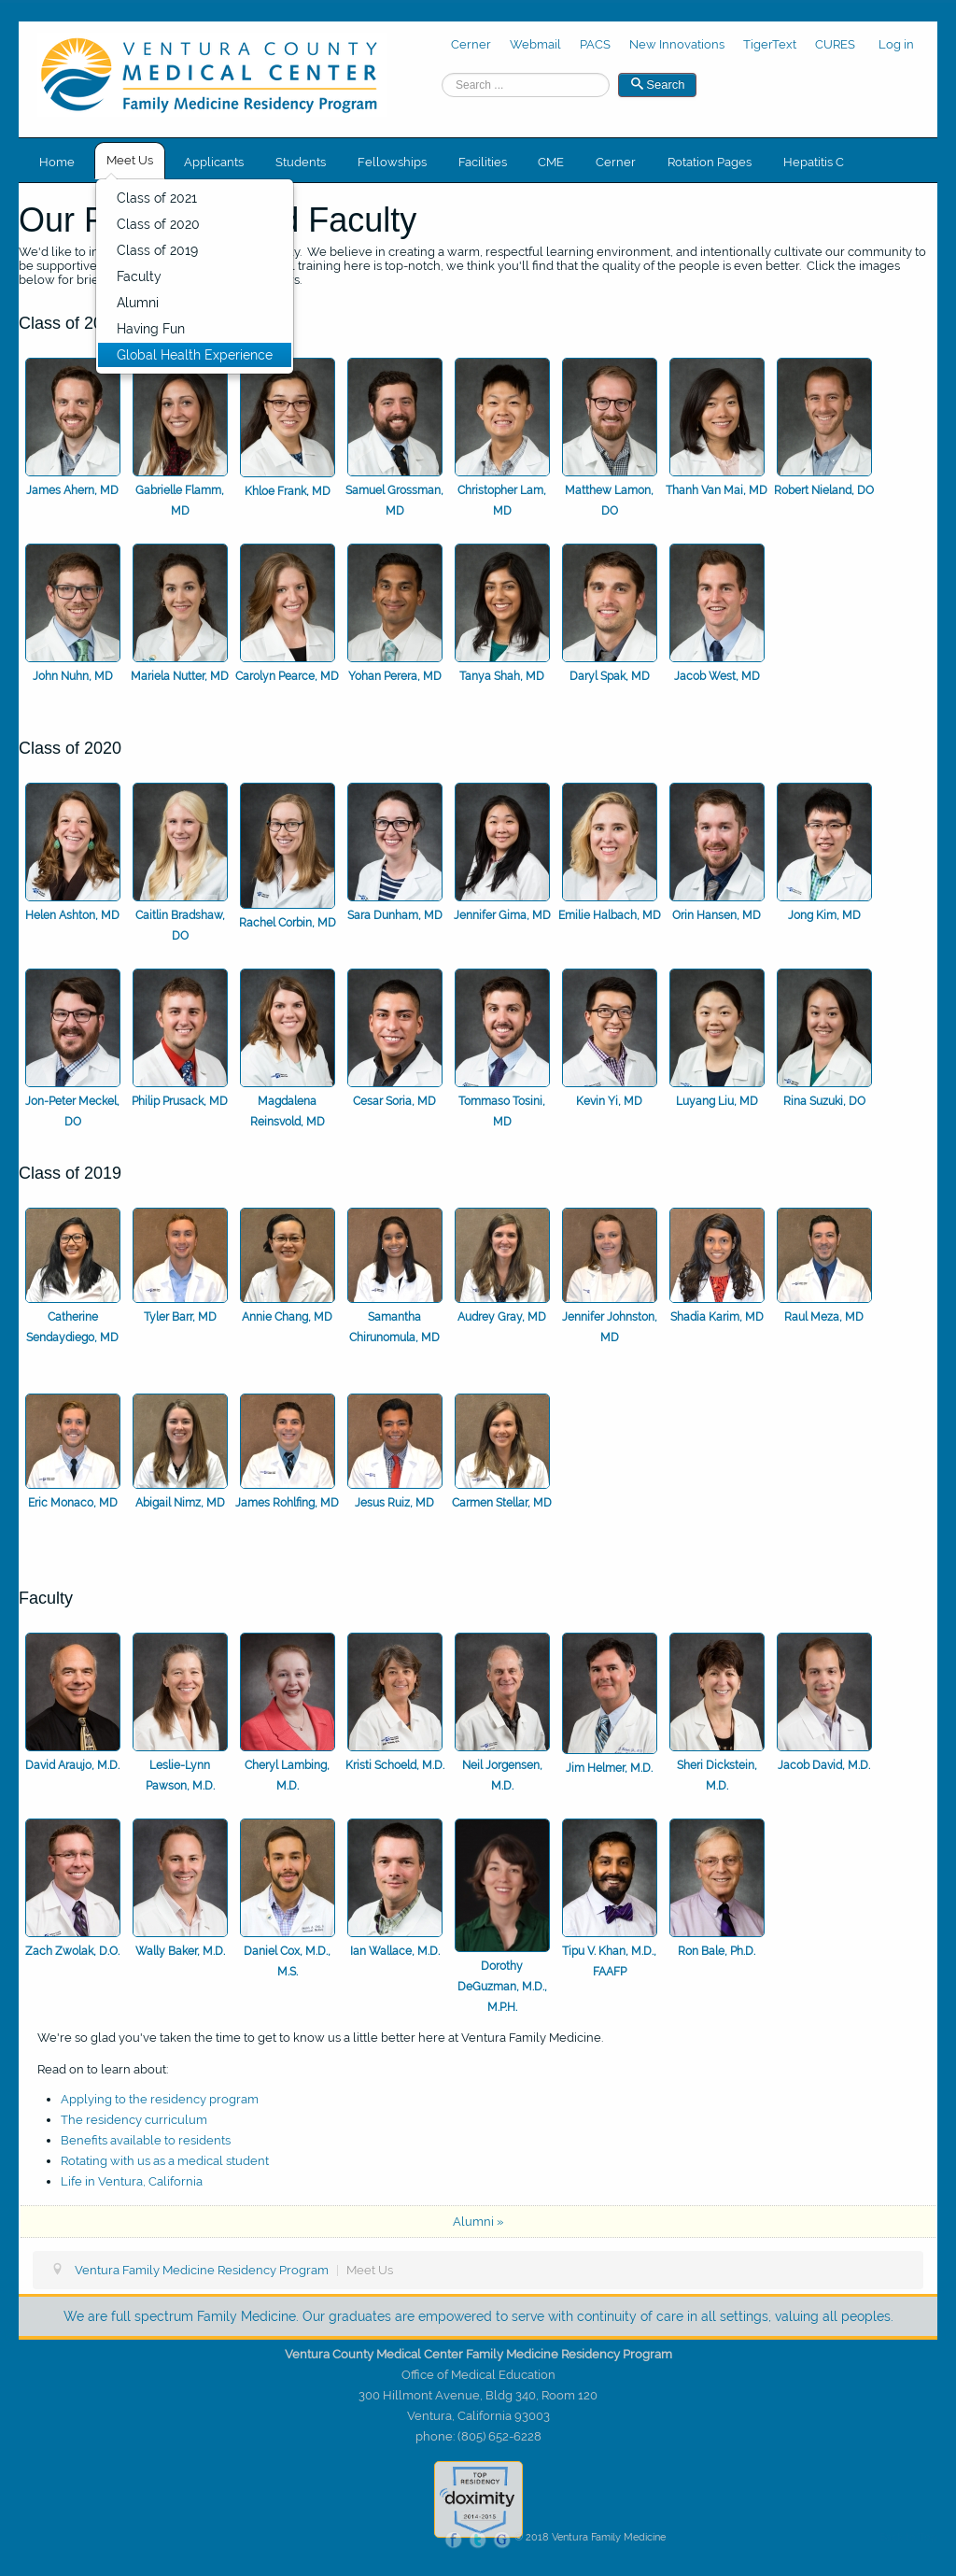 VENTURA COUNTY
MEDICAL CENTER
Family Medicine Residency Program
Cerner Webmail PACS New Innovations TigerText CURES Log in
Search ...
Search
Home Meet Us Applicants Students Fellowships Facilities CME Cerner Rotation Pages Hepatitis C
Class of 2021
Class of 2020
Class of 2019
Faculty
Alumni
Having Fun
Global Health Experience
Our Faculty
We'd like to We believe in creating a warm, respectful learning environment, and intentionally cultivate our community to
be supportive training here is top-notch, we think you'll find that the quality of the people is even better. Click the images
below for
Class of
James Ahern, MD Gabrielle Flamm, Khloe Frank, MD Samuel Grossman, Christopher Lam, Matthew Lamon, Thanh Van Mai, MD Robert Nieland, DO
MD MD MD DO
John Nuhn, MD Mariela Nutter, MD Carolyn Pearce, MD Yohan Perera, MD Tanya Shah, MD Daryl Spak, MD Jacob West, MD
Class of 2020
Helen Ashton, MD Caitlin Bradshaw, Rachel Corbin, MD Sara Dunham, MD Jennifer Gima, MD Emilie Halbach, MD Orin Hansen, MD Jong Kim, MD
DO
Jon-Peter Meckel, Philip Prusack, MD Magdalena Cesar Soria, MD Tommaso Tosini, Kevin Yi, MD Luyang Liu, MD Rina Suzuki, DO
DO Reinsvold, MD MD
Class of 2019
Catherine Tyler Barr, MD Annie Chang, MD Samantha Audrey Gray, MD Jennifer Johnston, Shadia Karim, MD Raul Meza, MD
Sendaydiego, MD Chirunomula, MD MD
Eric Monaco, MD Abigail Nimz, MD James Rohlfing, MD Jesus Ruiz, MD Carmen Stellar, MD
Faculty
David Araujo, M.D. Leslie-Lynn Cheryl Lambing, Kristi Schoeld, M.D. Neil Jorgensen, Jim Helmer, M.D. Sheri Dickstein, Jacob David, M.D.
Pawson, M.D. M.D. M.D. M.D.
Zach Zwolak, D.O. Wally Baker, M.D. Daniel Cox, M.D., Ian Wallace, M.D. Dorothy Tipu V. Khan, M.D., Ron Bale, Ph.D.
M.S. DeGuzman, M.D., FAAFP
M.P.H.
We're so glad you've taken the time to get to know us a little better here at Ventura Family Medicine.
Read on to learn about:
Applying to the residency program
The residency curriculum
Benefits available to residents
Rotating with us as a medical student
Life in Ventura, California
Alumni »
Ventura Family Medicine Residency Program | Meet Us
We are full spectrum Family Medicine. Our graduates are empowered to serve with continuity of care in all settings, valuing all peoples.
Ventura County Medical Center Family Medicine Residency Program
Office of Medical Education
300 Hillmont Avenue, Bldg 340, Room 120
Ventura, California 93003
phone: (805) 652-6228
TOP
RESIDENCY
doximity
2014-2015
f t G © 2018 Ventura Family Medicine